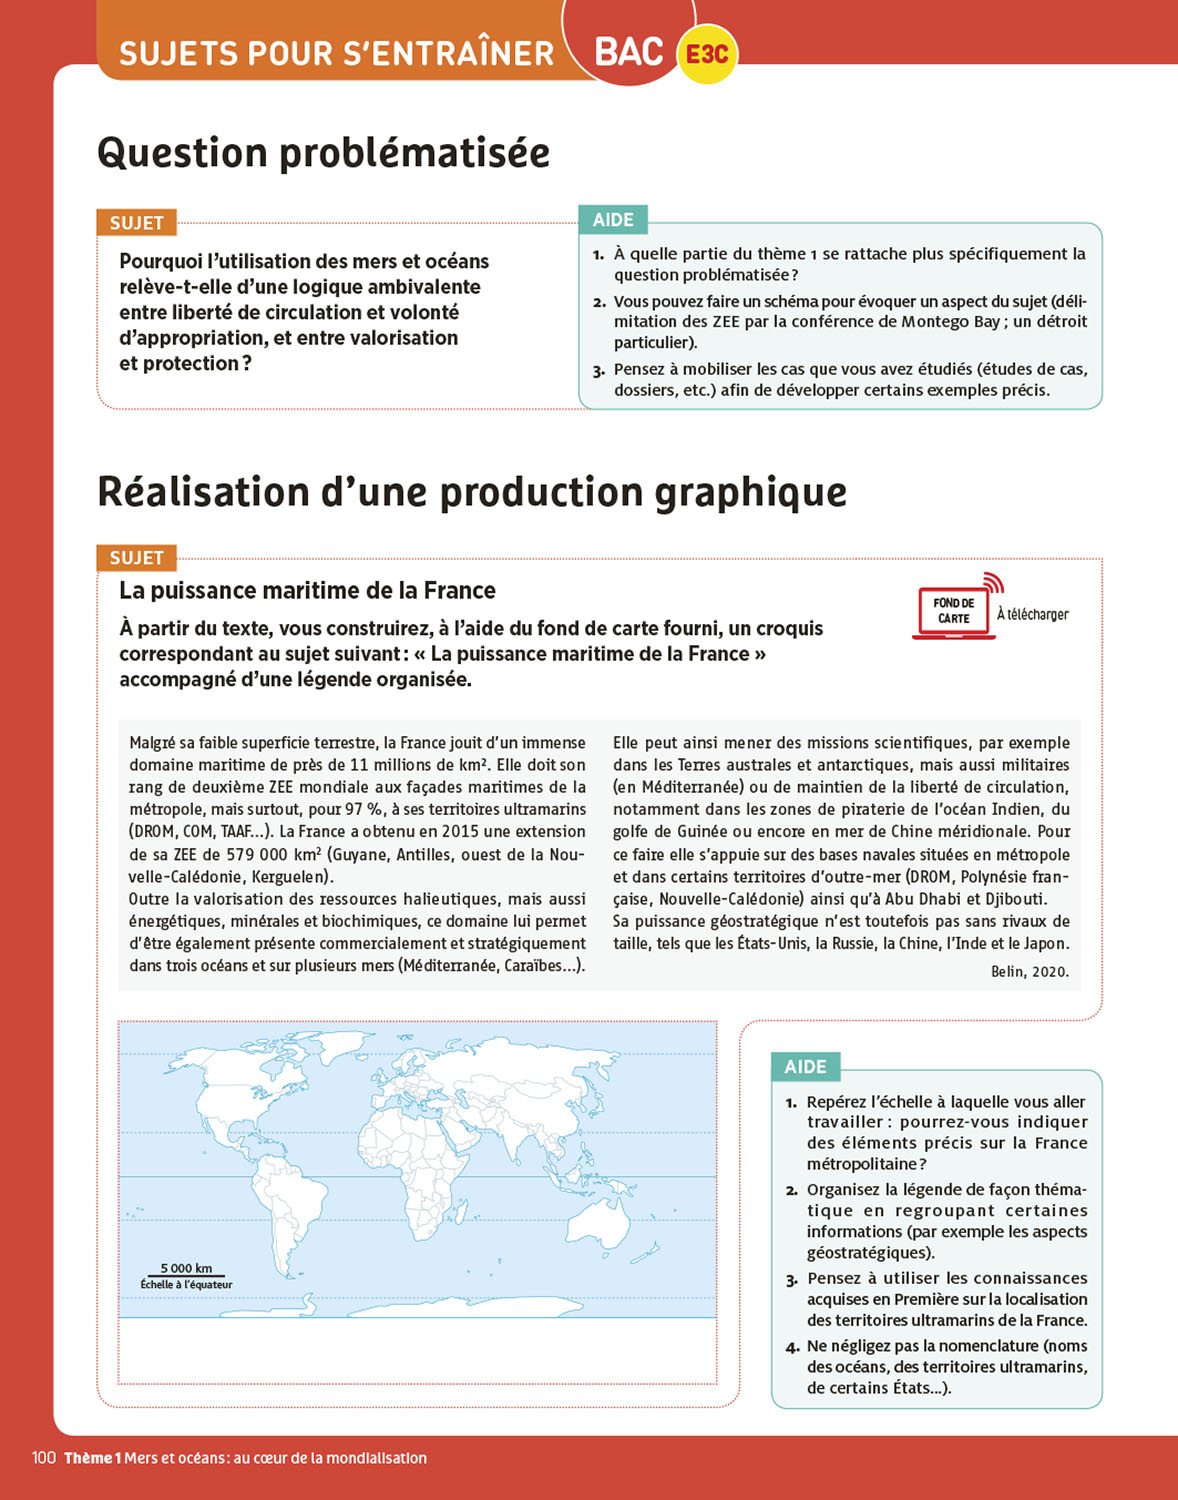 SUJETS POUR S'ENTRAÎNER BAC E3C
Question problématisée
SUJET
Pourquoi l'utilisation des mers et océans
relève-t-elle d'une logique ambivalente
entre liberté de circulation et volonté
d'appropriation, et entre valorisation
et protection ?
AIDE
1. À quelle partie du thème 1 se rattache plus spécifiquement la
question problématisée ?
2. Vous pouvez faire un schéma pour évoquer un aspect du sujet (déli-
mitation des ZEE par la conférence de Montego Bay ; un détroit
particulier).
3. Pensez à mobiliser les cas que vous avez étudiés (études de cas,
dossiers, etc.) afin de développer certains exemples précis.
Réalisation d'une production graphique
SUJET
La puissance maritime de la France
À partir du texte, vous construirez, à l'aide du fond de carte fourni, un croquis
correspondant au sujet suivant : « La puissance maritime de la France »
accompagné d'une légende organisée.
FOND DE
CARTE
À télécharger
Malgré sa faible superficie terrestre, la France jouit d'un immense
domaine maritime de près de 11 millions de km². Elle doit son
rang de deuxième ZEE mondiale aux façades maritimes de la
métropole, mais surtout, pour 97 %, à ses territoires ultramarins
(DROM, COM, TAAF...). La France a obtenu en 2015 une extension
de sa ZEE de 579 000 km² (Guyane, Antilles, ouest de la Nou-
velle-Calédonie, Kerguelen).
Outre la valorisation des ressources halieutiques, mais aussi
énergétiques, minérales et biochimiques, ce domaine lui permet
d'être également présente commercialement et stratégiquement
dans trois océans et sur plusieurs mers (Méditerranée, Caraïbes...).
Elle peut ainsi mener des missions scientifiques, par exemple
dans les Terres australes et antarctiques, mais aussi militaires
(en Méditerranée) ou de maintien de la liberté de circulation,
notamment dans les zones de piraterie de l'océan Indien, du
golfe de Guinée ou encore en mer de Chine méridionale. Pour
ce faire elle s'appuie sur des bases navales situées en métropole
et dans certains territoires d'outre-mer (DROM, Polynésie fran-
çaise, Nouvelle-Calédonie) ainsi qu'à Abu Dhabi et Djibouti.
Sa puissance géostratégique n'est toutefois pas sans rivaux de
taille, tels que les États-Unis, la Russie, la Chine, l'Inde et le Japon.
Belin, 2020.
5 000 km
Échelle à l'équateur
AIDE
1. Repérez l'échelle à laquelle vous aller
travailler : pourrez-vous indiquer
des éléments précis sur la France
métropolitaine ?
2. Organisez la légende de façon théma-
tique en regroupant certaines
informations (par exemple les aspects
géostratégiques).
3. Pensez à utiliser les connaissances
acquises en Première sur la localisation
des territoires ultramarins de la France.
4. Ne négligez pas la nomenclature (noms
des océans, des territoires ultramarins,
de certains États...).
100 Thème 1 Mers et océans : au cœur de la mondialisation